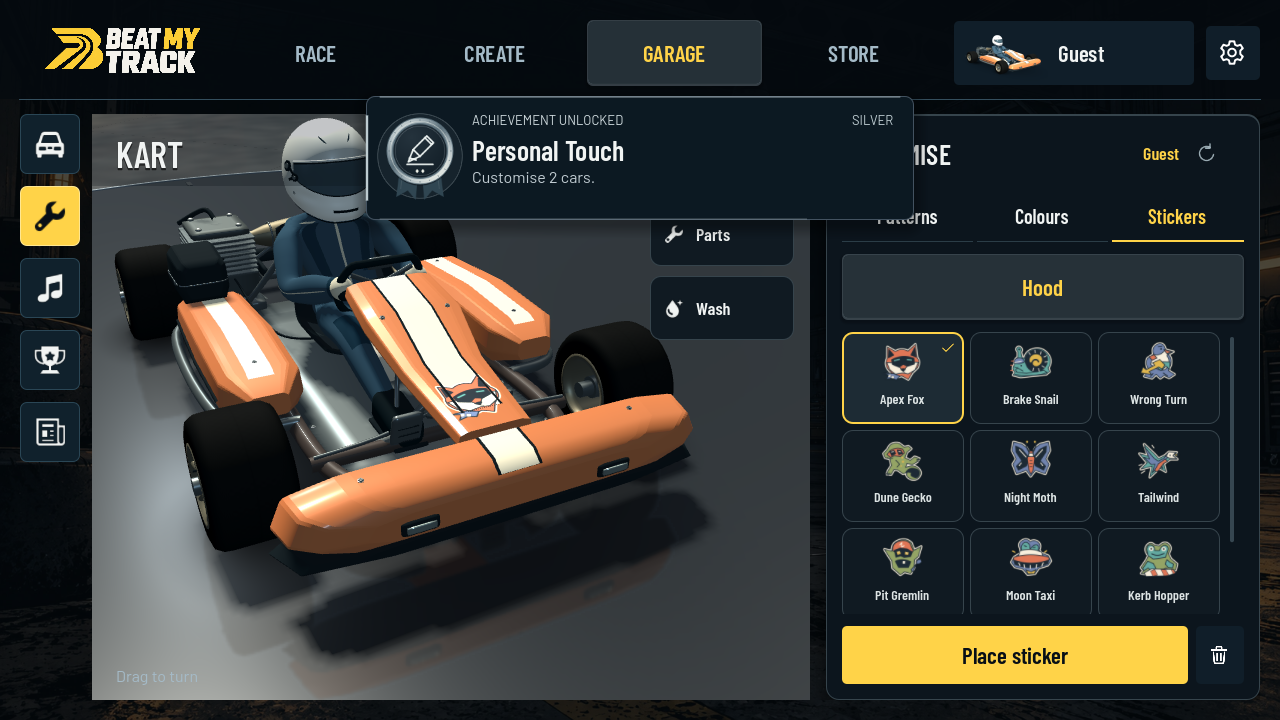 BEAT MY
TRACK
RACE
CREATE
GARAGE
STORE
Guest
ACHIEVEMENT UNLOCKED
SILVER
Personal Touch
Customise 2 cars.
KART
Guest
Colours
Stickers
Parts
Wash
Hood
Apex Fox
Brake Snail
Wrong Turn
Dune Gecko
Night Moth
Tailwind
Pit Gremlin
Moon Taxi
Kerb Hopper
Place sticker
Drag to turn